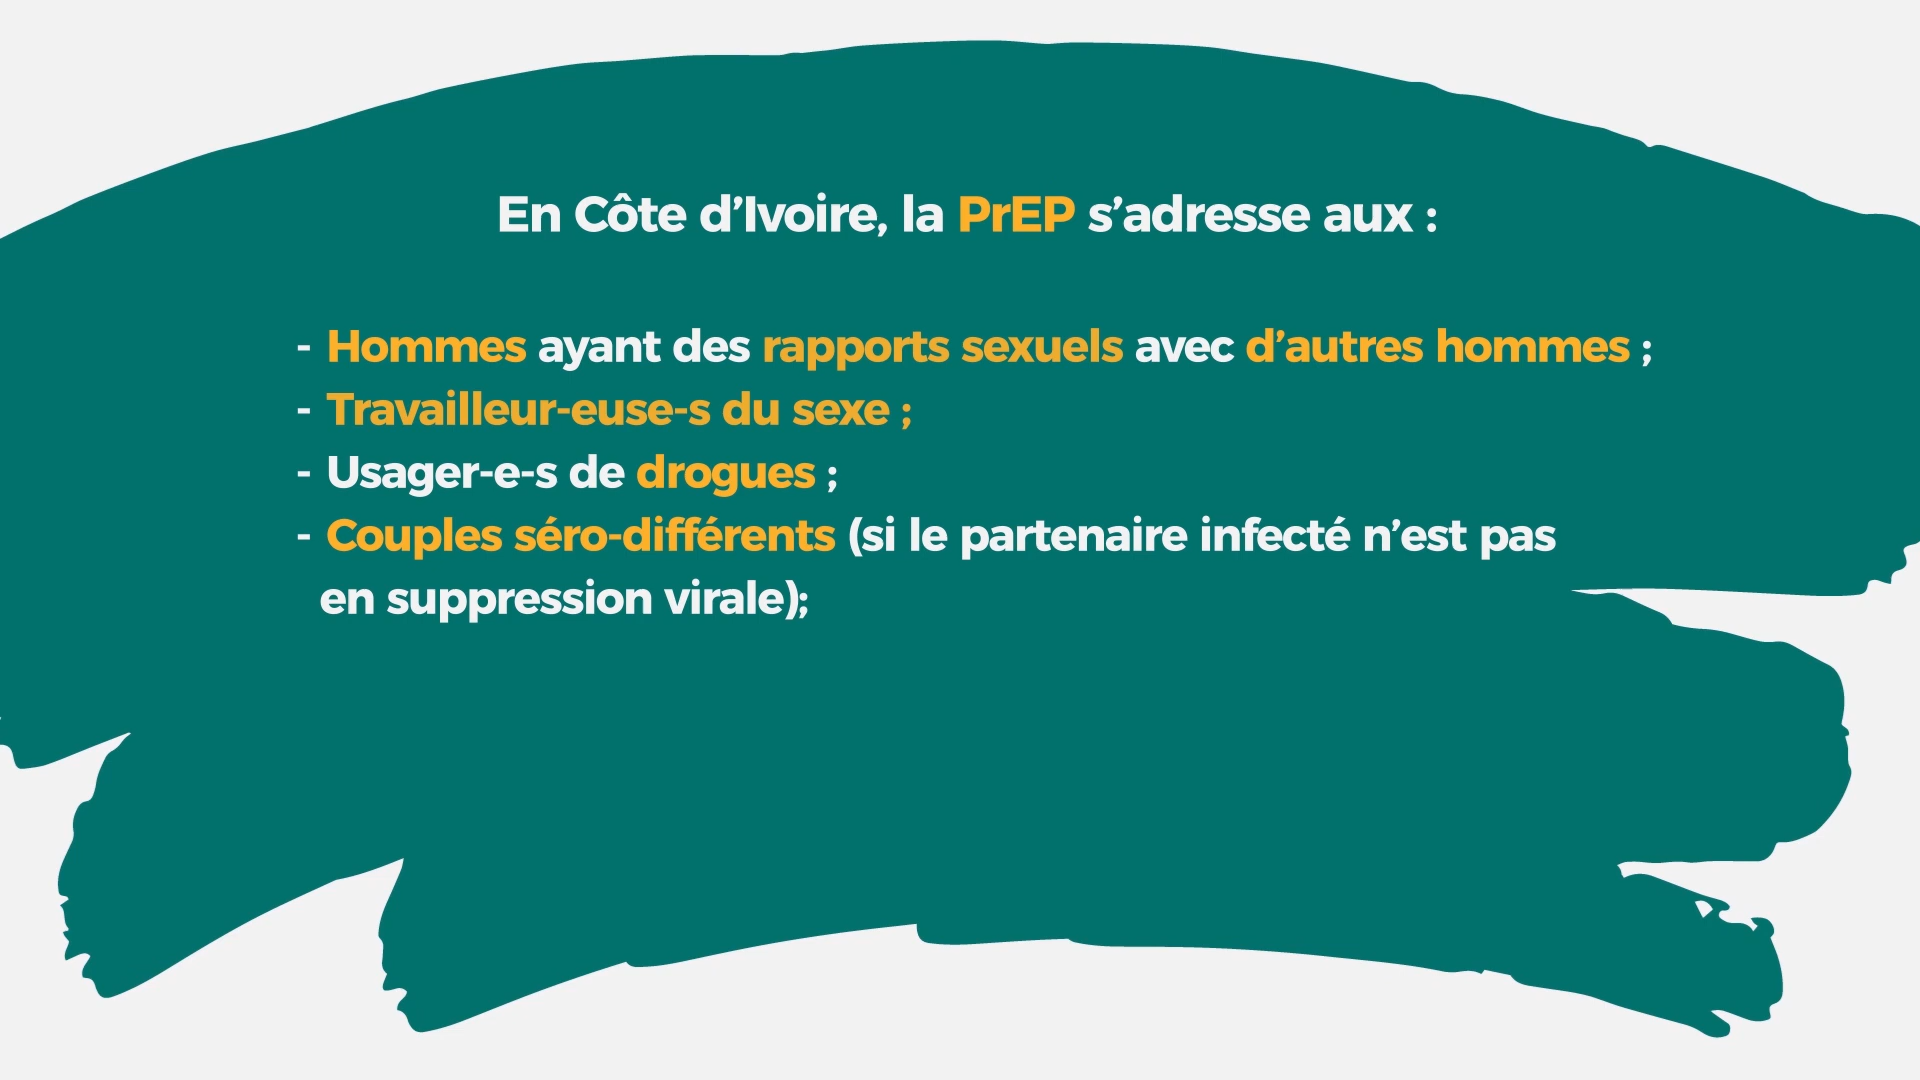 En Côte d’Ivoire, la PrEP s’adresse aux :
- Hommes ayant des rapports sexuels avec d’autres hommes ;
- Travailleur-euse-s du sexe ;
- Usager-e-s de drogues ;
- Couples séro-différents (si le partenaire infecté n’est pas
en suppression virale);